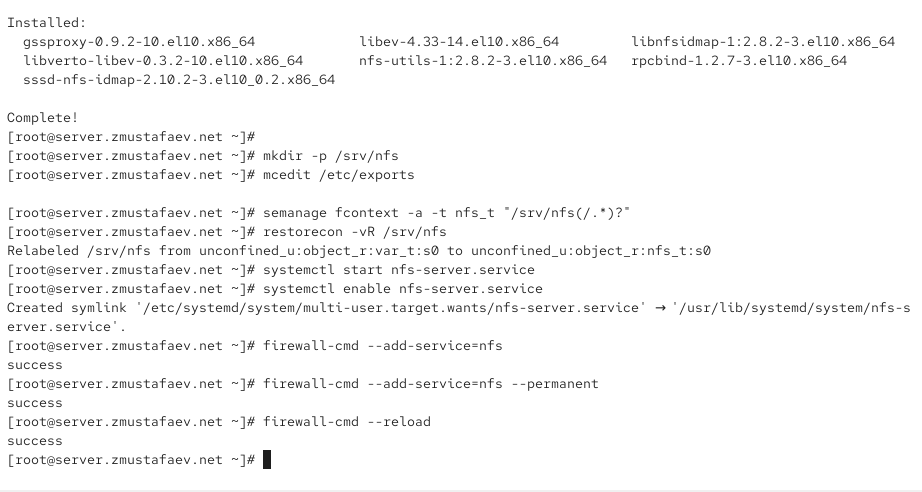 Installed:
  gssproxy-0.9.2-10.el10.x86_64             libev-4.33-14.el10.x86_64         libnfsidmap-1:2.8.2-3.el10.x86_64
  libverto-libev-0.3.2-10.el10.x86_64       nfs-utils-1:2.8.2-3.el10.x86_64   rpcbind-1.2.7-3.el10.x86_64
  sssd-nfs-idmap-2.10.2-3.el10_0.2.x86_64

Complete!
[root@server.zmustafaev.net ~]#
[root@server.zmustafaev.net ~]# mkdir -p /srv/nfs
[root@server.zmustafaev.net ~]# mcedit /etc/exports

[root@server.zmustafaev.net ~]# semanage fcontext -a -t nfs_t "/srv/nfs(/.*)?"
[root@server.zmustafaev.net ~]# restorecon -vR /srv/nfs
Relabeled /srv/nfs from unconfined_u:object_r:var_t:s0 to unconfined_u:object_r:nfs_t:s0
[root@server.zmustafaev.net ~]# systemctl start nfs-server.service
[root@server.zmustafaev.net ~]# systemctl enable nfs-server.service
Created symlink '/etc/systemd/system/multi-user.target.wants/nfs-server.service' → '/usr/lib/systemd/system/nfs-s
erver.service'.
[root@server.zmustafaev.net ~]# firewall-cmd --add-service=nfs
success
[root@server.zmustafaev.net ~]# firewall-cmd --add-service=nfs --permanent
success
[root@server.zmustafaev.net ~]# firewall-cmd --reload
success
[root@server.zmustafaev.net ~]#